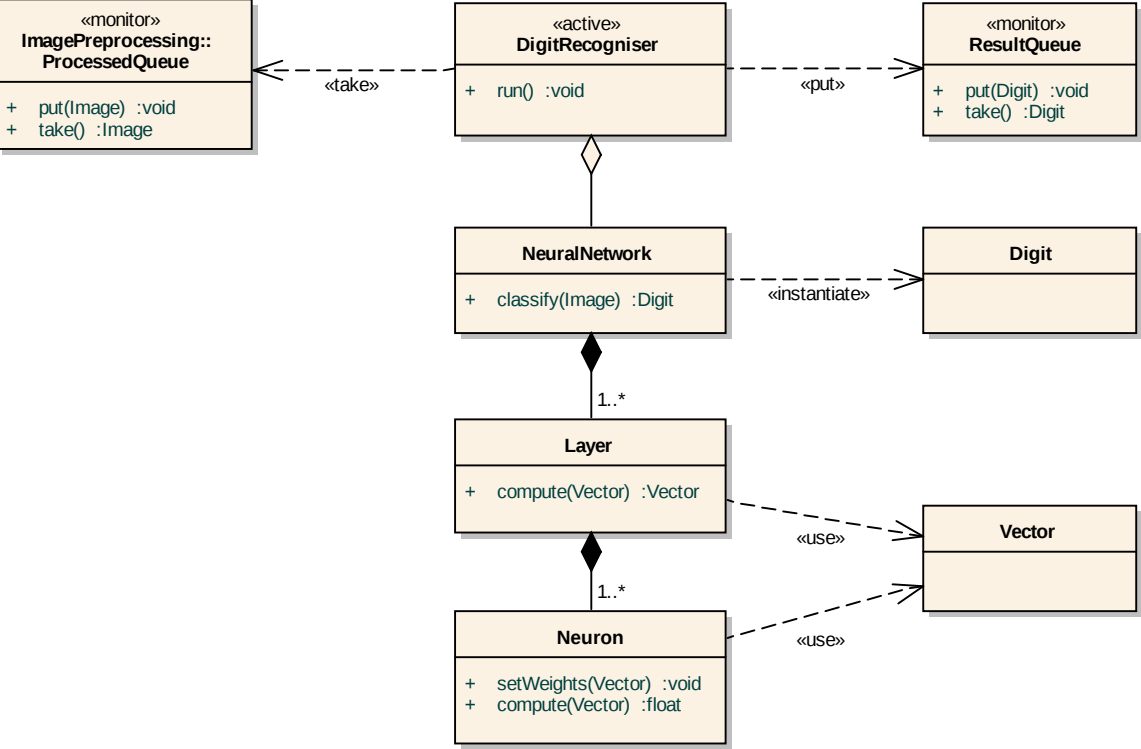 «monitor»
ImagePreprocessing::
ProcessedQueue
+ put(Image) :void
+ take() :Image
«take»
«active»
DigitRecogniser
+ run() :void
«put»
«monitor»
ResultQueue
+ put(Digit) :void
+ take() :Digit
NeuralNetwork
+ classify(Image) :Digit
«instantiate»
Digit
1..*
Layer
+ compute(Vector) :Vector
«use»
Vector
1..*
Neuron
+ setWeights(Vector) :void
+ compute(Vector) :float
«use»